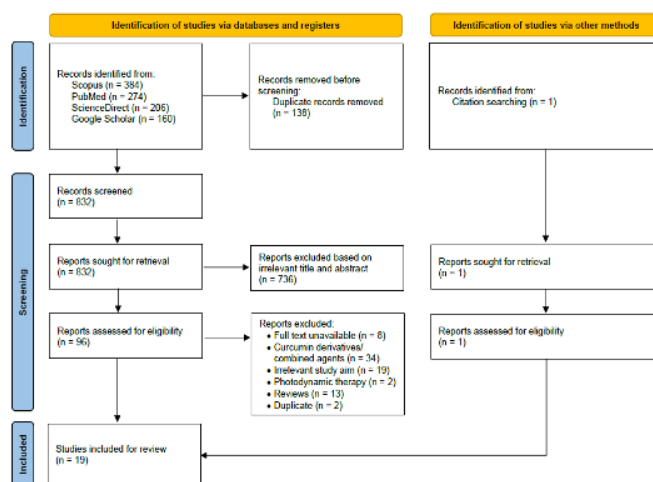 Identification of studies via databases and registers
Identification of studies via other methods
Identification
Records identified from:
Scopus (n = 384)
PubMed (n = 274)
ScienceDirect (n = 206)
Google Scholar (n = 160)
Records removed before
screening:
Duplicate records removed
(n = 138)
Records identified from:
Citation searching (n = 1)
Screening
Records screened
(n = 832)
Reports sought for retrieval
(n = 832)
Reports excluded based on
irrelevant title and abstract
(n = 736)
Reports sought for retrieval
(n = 1)
Reports assessed for eligibility
(n = 96)
Reports excluded:
• Full text unavailable (n = 8)
• Curcumin derivatives/
combined agents (n = 34)
• Irrelevant study aim (n = 19)
• Photodynamic therapy (n = 2)
• Reviews (n = 13)
• Duplicate (n = 2)
Reports assessed for eligibility
(n = 1)
Included
Studies included for review
(n = 19)